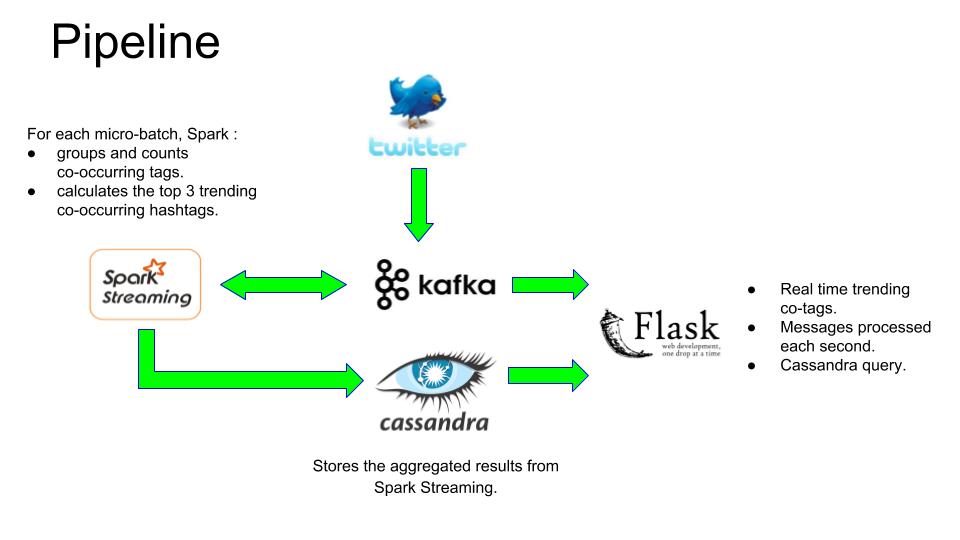 Pipeline
twitter
For each micro-batch, Spark :
● groups and counts
co-occurring tags.
● calculates the top 3 trending
co-occurring hashtags.
Spark
Streaming
kafka
Flask
web development,
one drop at a time
● Real time trending
co-tags.
● Messages processed
each second.
● Cassandra query.
cassandra
Stores the aggregated results from
Spark Streaming.